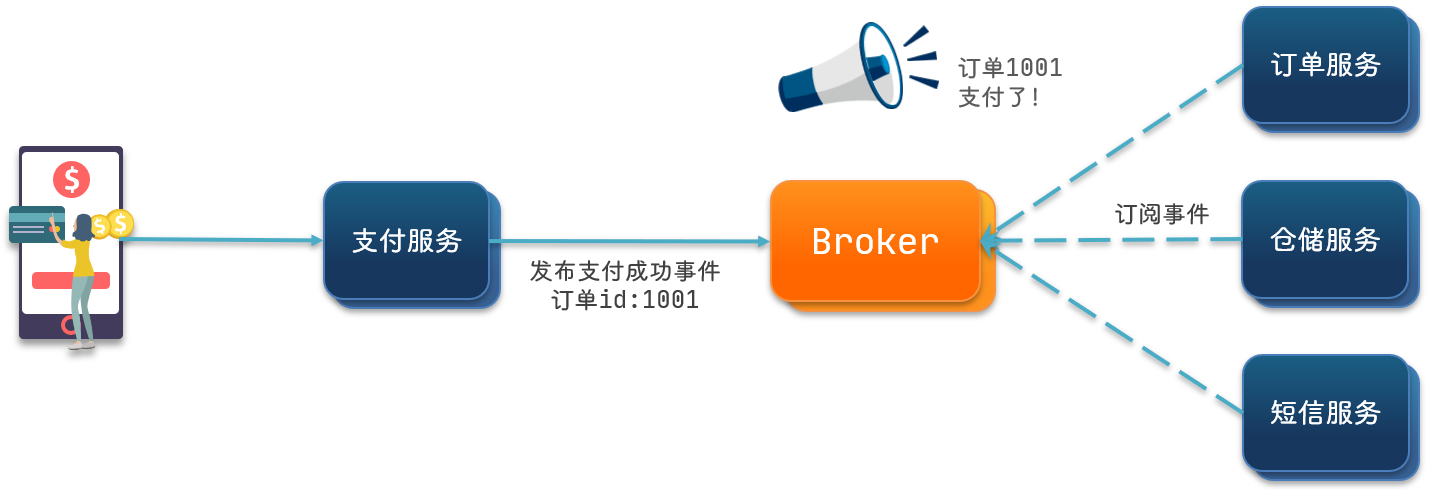 订单1001
支付了!
订单服务
支付服务
发布支付成功事件
订单id:1001
Broker
订阅事件
仓储服务
短信服务
$
$
$